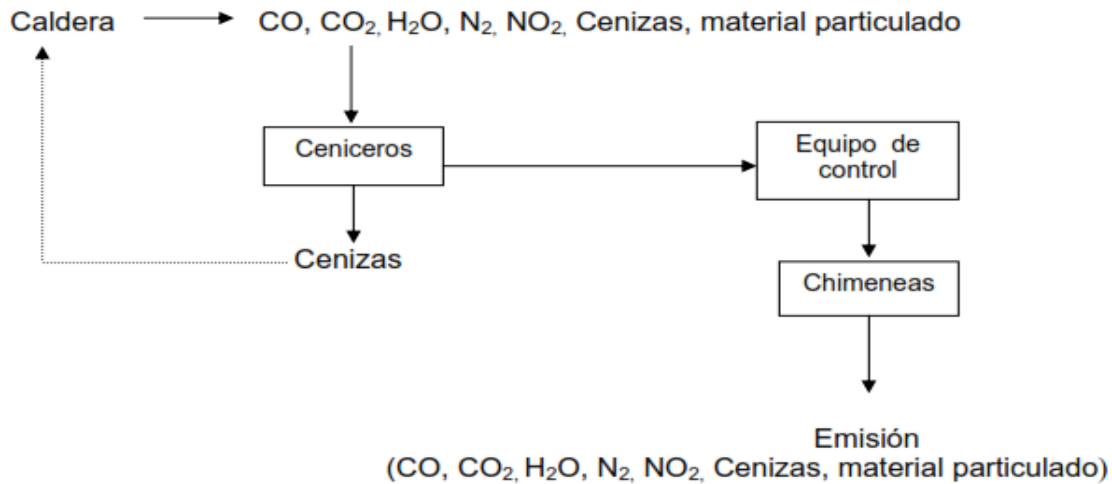 Caldera
CO, CO₂, H₂O, N₂, NO₂, Cenizas, material particulado
Ceniceros
Equipo de
control
Cenizas
Chimeneas
Emisión
(CO, CO₂, H₂O, N₂, NO₂, Cenizas, material particulado)